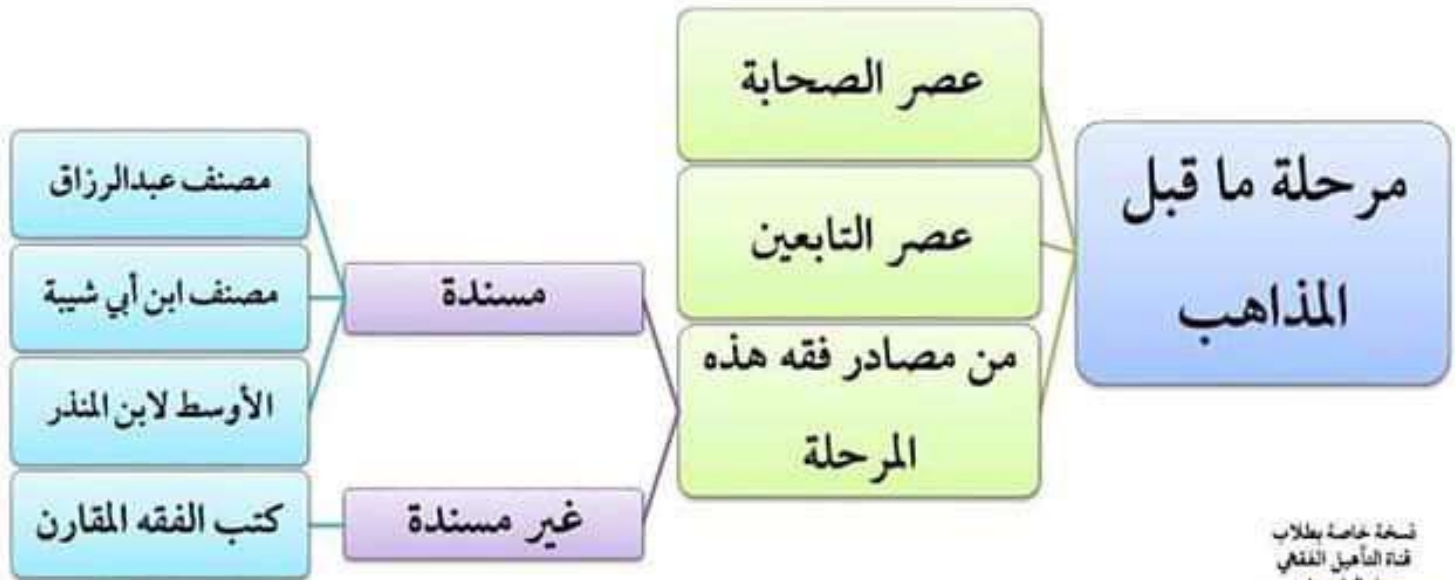 مرحلة ما قبل
المذاهب
عصر الصحابة
عصر التابعين
من مصادر فقه هذه
المرحلة
مسندة
مصنف عبدالرزاق
مصنف ابن أبي شيبة
الأوسط لابن المنذر
غير مسندة
كتب الفقه المقارن
نسخة خاصة بطلاب
قناة التأهيل الفقهي